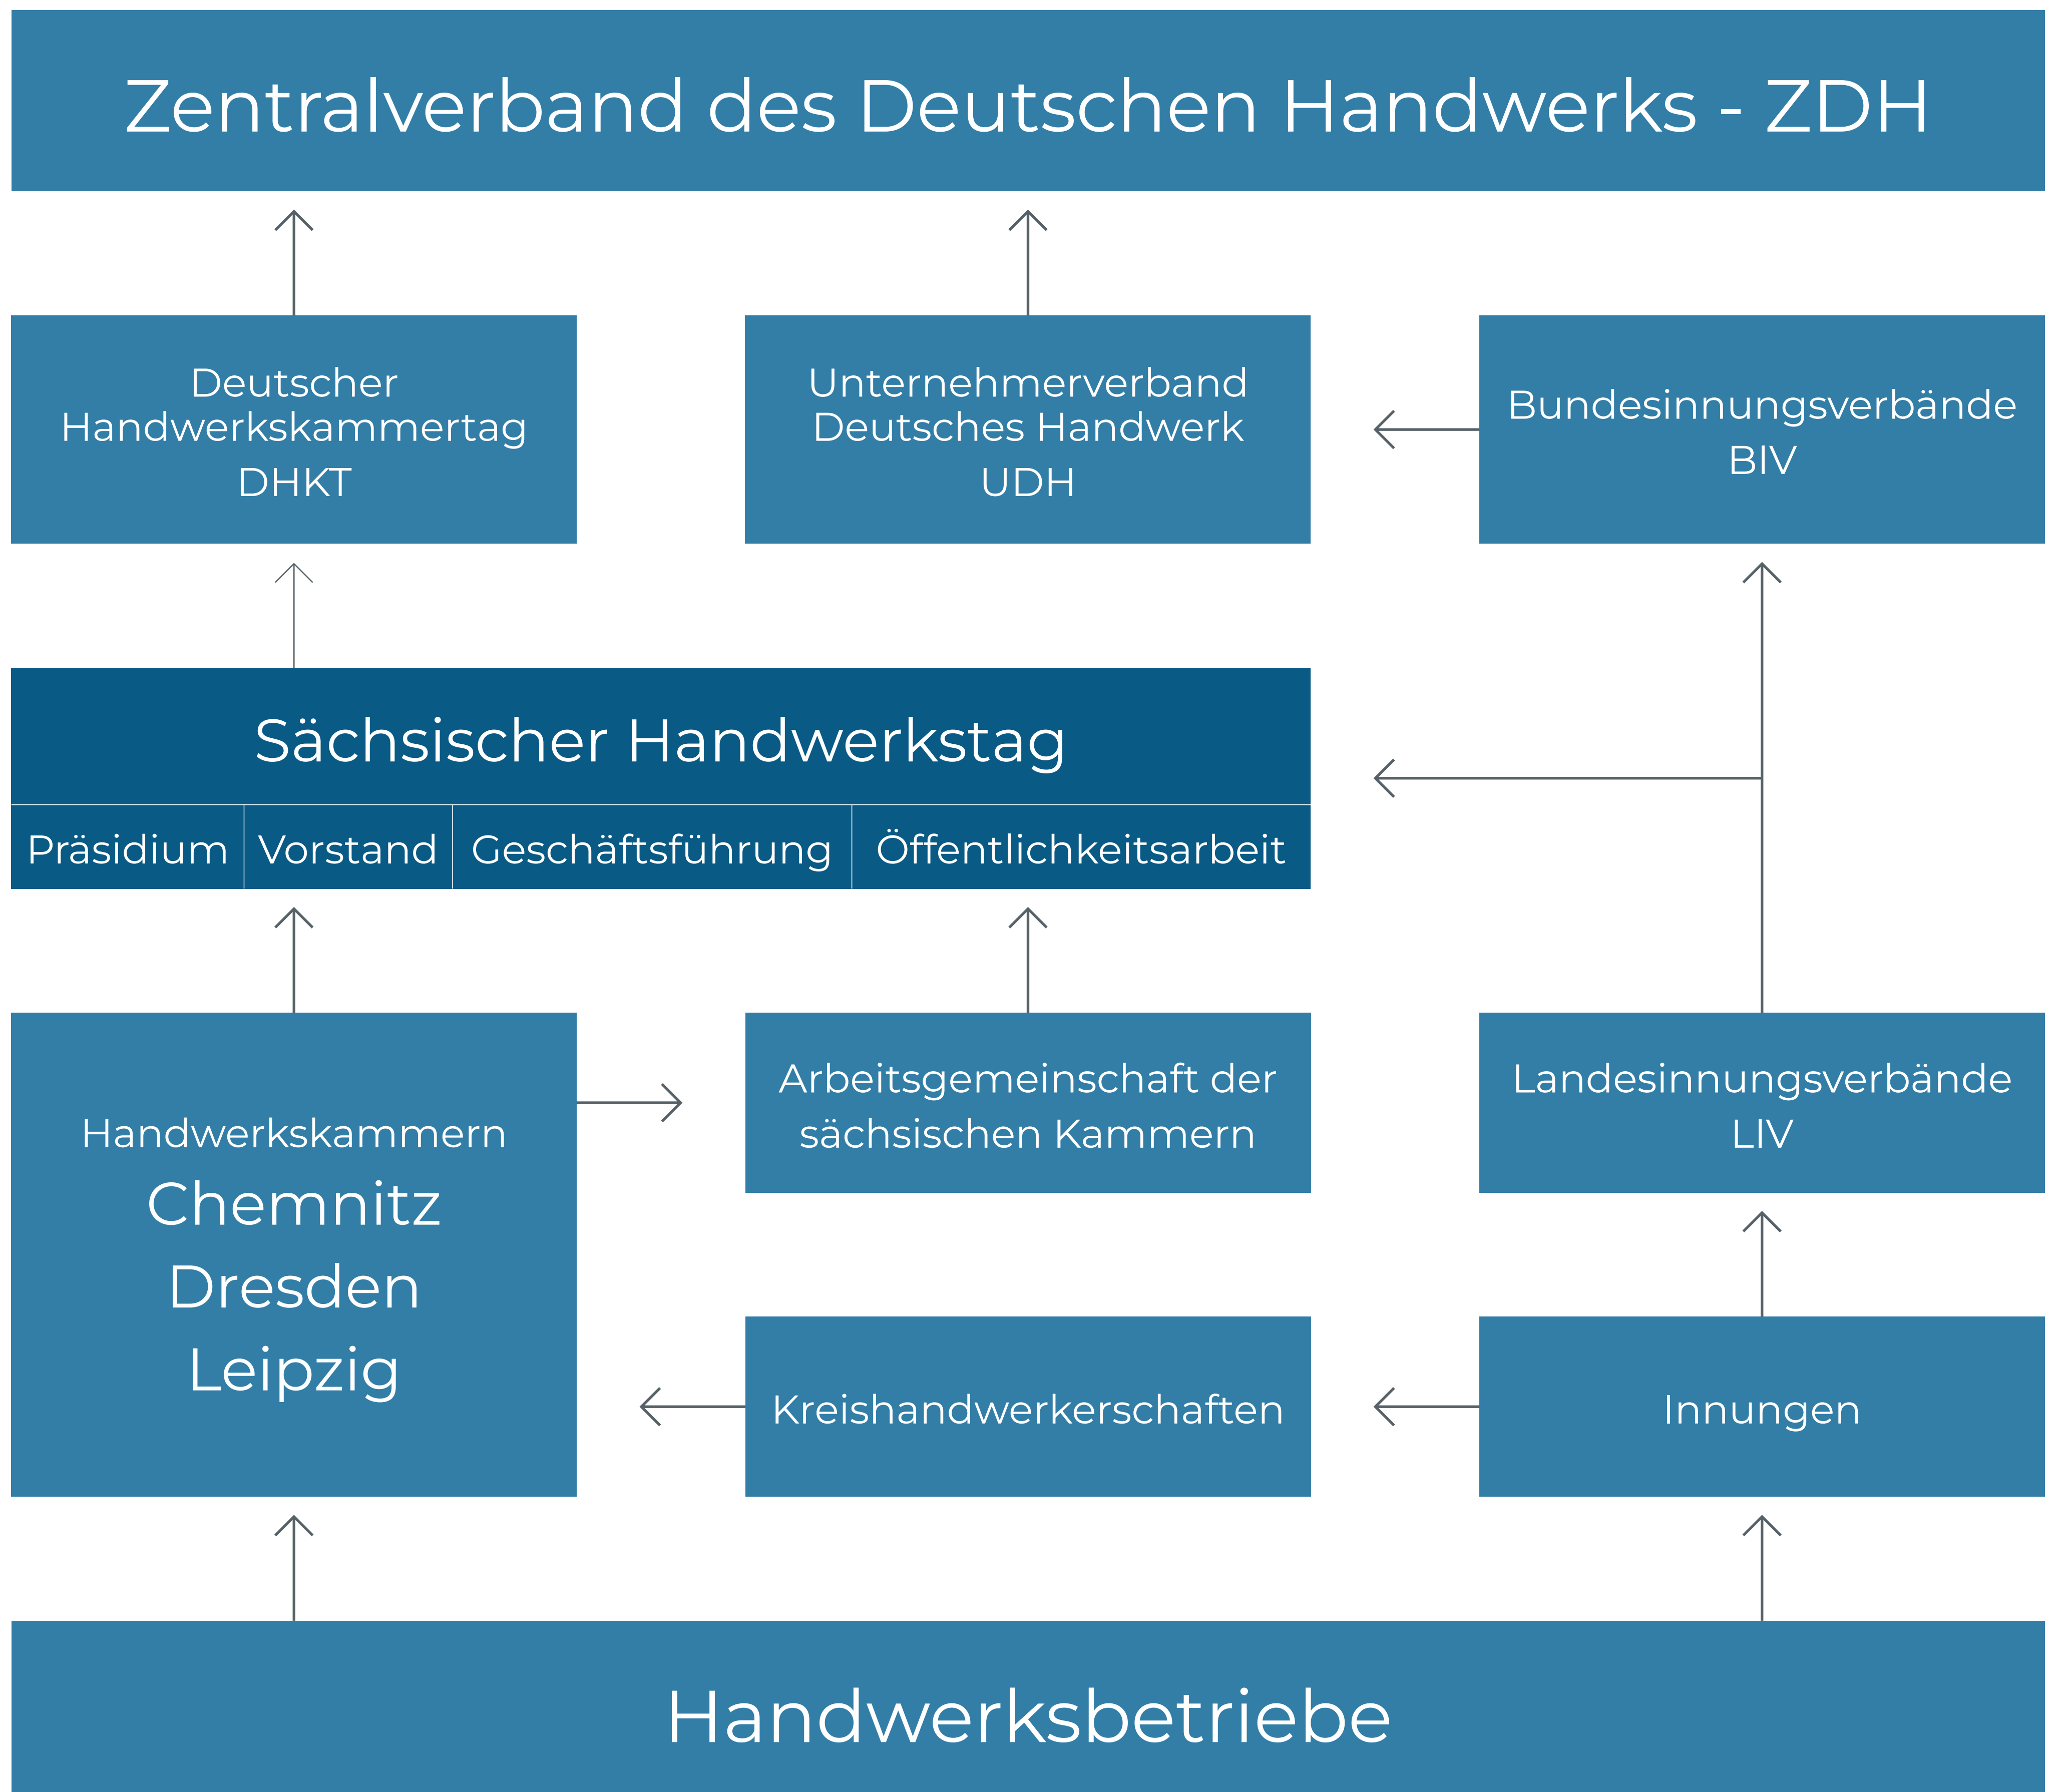 Zentralverband des Deutschen Handwerks - ZDH
Deutscher
Handwerkskammertag
DHKT
Unternehmerverband
Deutsches Handwerk
UDH
Bundesinnungsverbände
BIV
Sächsischer Handwerkstag
Präsidium
Vorstand
Geschäftsführung
Öffentlichkeitsarbeit
Handwerkskammern
Chemnitz
Dresden
Leipzig
Arbeitsgemeinschaft der
sächsischen Kammern
Landesinnungsverbände
LIV
Kreishandwerkerschaften
Innungen
Handwerksbetriebe